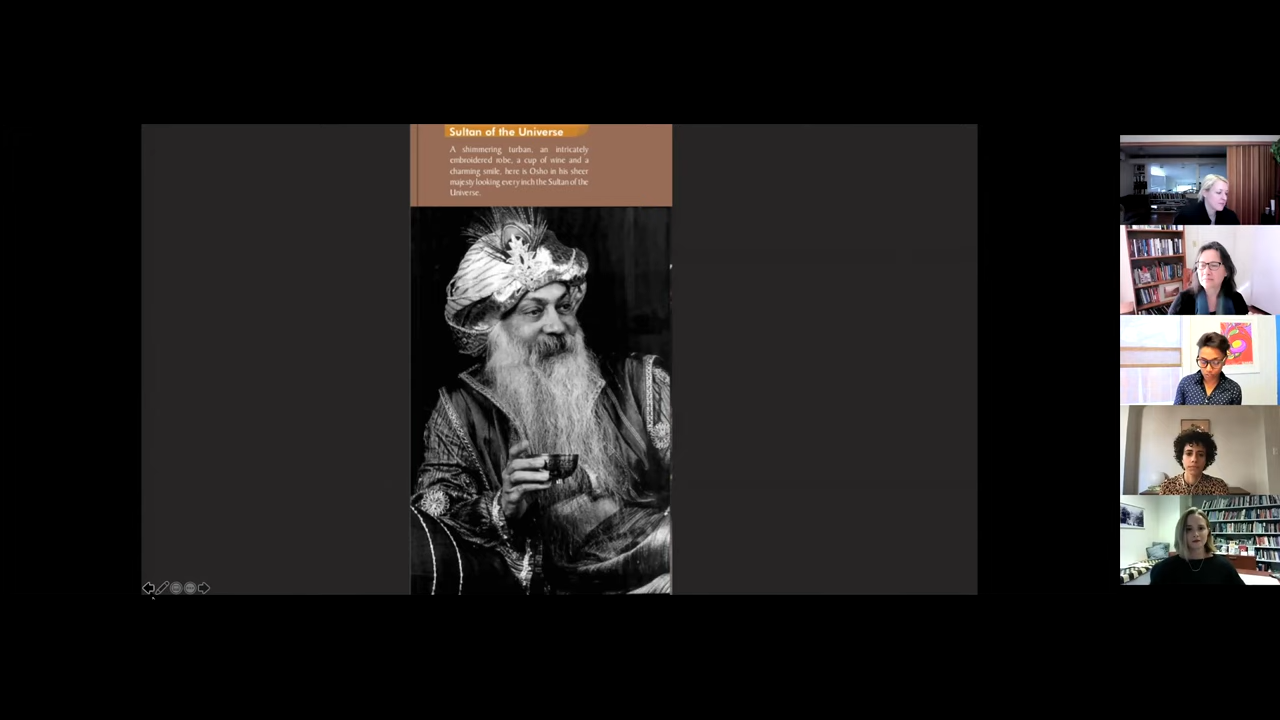 Sultan of the Universe
A shimmering turban, an intricately
embroidered robe, a cup of wine and a
charming smile, here is Osho in his sheer
majesty looking every inch the Sultan of the
Universe.